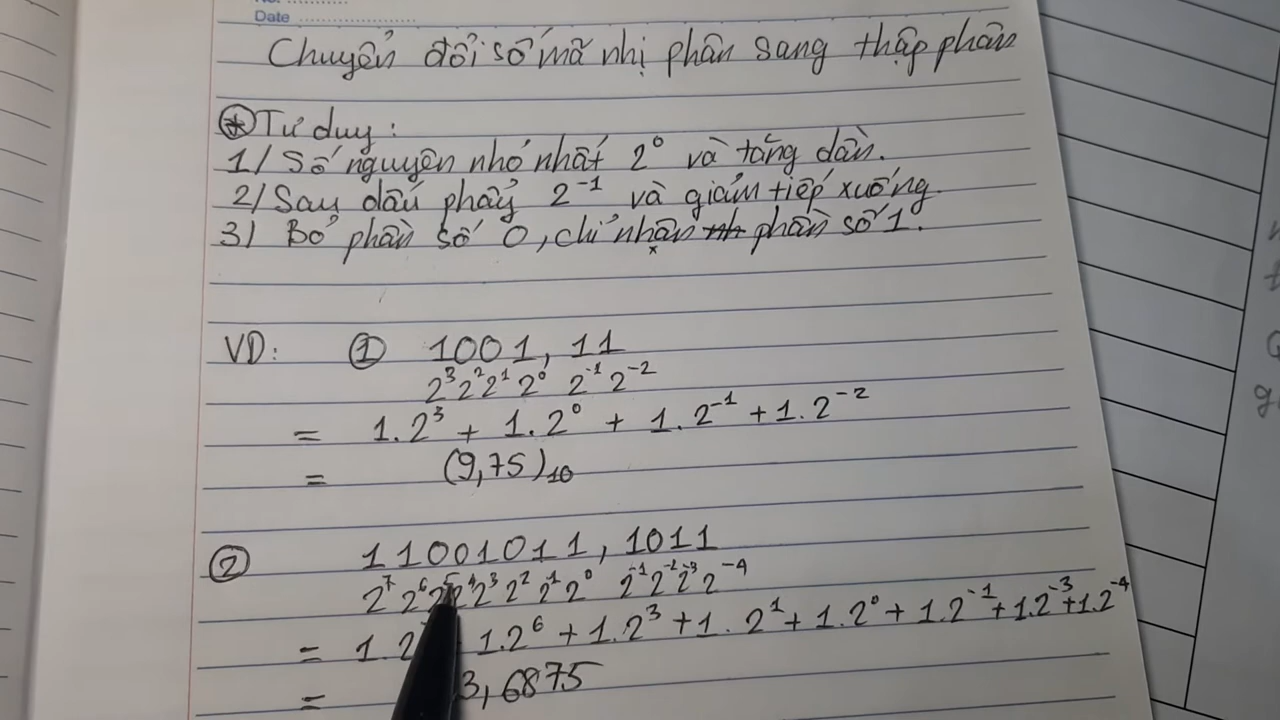 Date
Chuyển đổi số mã nhị phân sang thập phân
⊛ Tư duy:
1/ Số nguyên nhỏ nhất 2⁰ và tăng dần.
2/ Sau dấu phẩy 2⁻¹ và giảm tiếp xuống.
3/ Bỏ phần số 0, chỉ nhận phần số 1.
VD: ① 1001, 11
2³2²2¹2⁰ 2⁻¹2⁻²
= 1.2³ + 1.2⁰ + 1.2⁻¹ + 1.2⁻²
= (9,75)₁₀
② 11001011, 1011
2⁷2⁶2⁵2⁴2³2²2¹2⁰ 2⁻¹2⁻²2⁻³2⁻⁴
= 1.2 1.2⁶ + 1.2³ + 1.2¹ + 1.2⁰ + 1.2⁻¹ + 1.2⁻³ + 1.2⁻⁴
= 3,6875